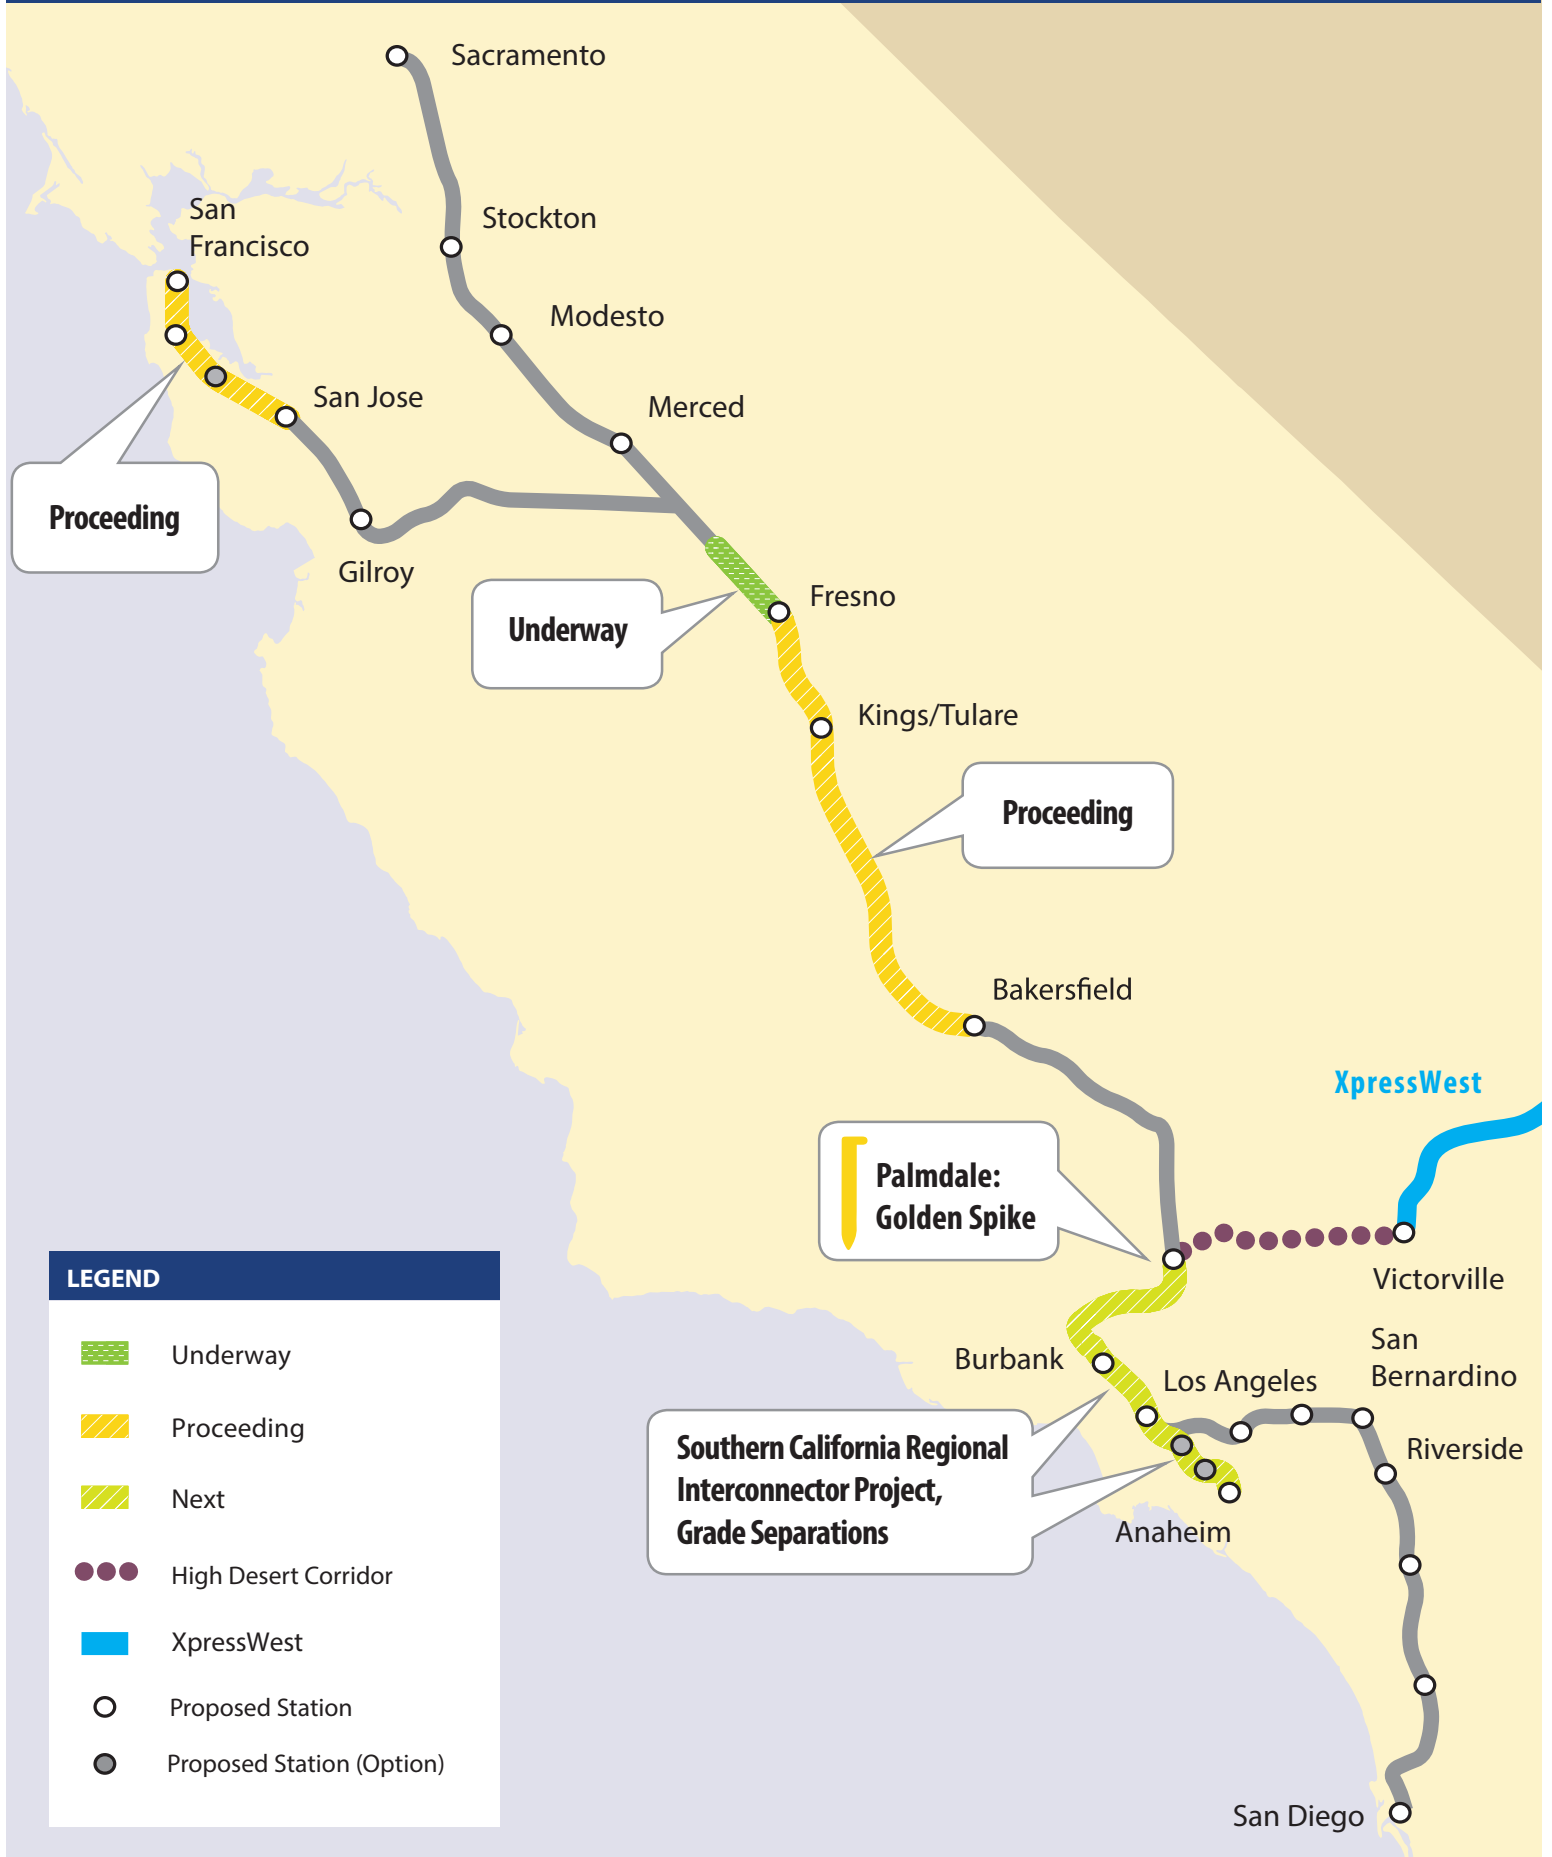 Sacramento
San
Francisco
Stockton
Modesto
San Jose
Merced
Proceeding
Gilroy
Fresno
Underway
Kings/Tulare
Proceeding
Bakersfield
XpressWest
Palmdale:
Golden Spike
Victorville
San
Bernardino
Burbank
Los Angeles
Riverside
Southern California Regional
Interconnector Project,
Grade Separations
Anaheim
San Diego
LEGEND
Underway
Proceeding
Next
High Desert Corridor
XpressWest
Proposed Station
Proposed Station (Option)